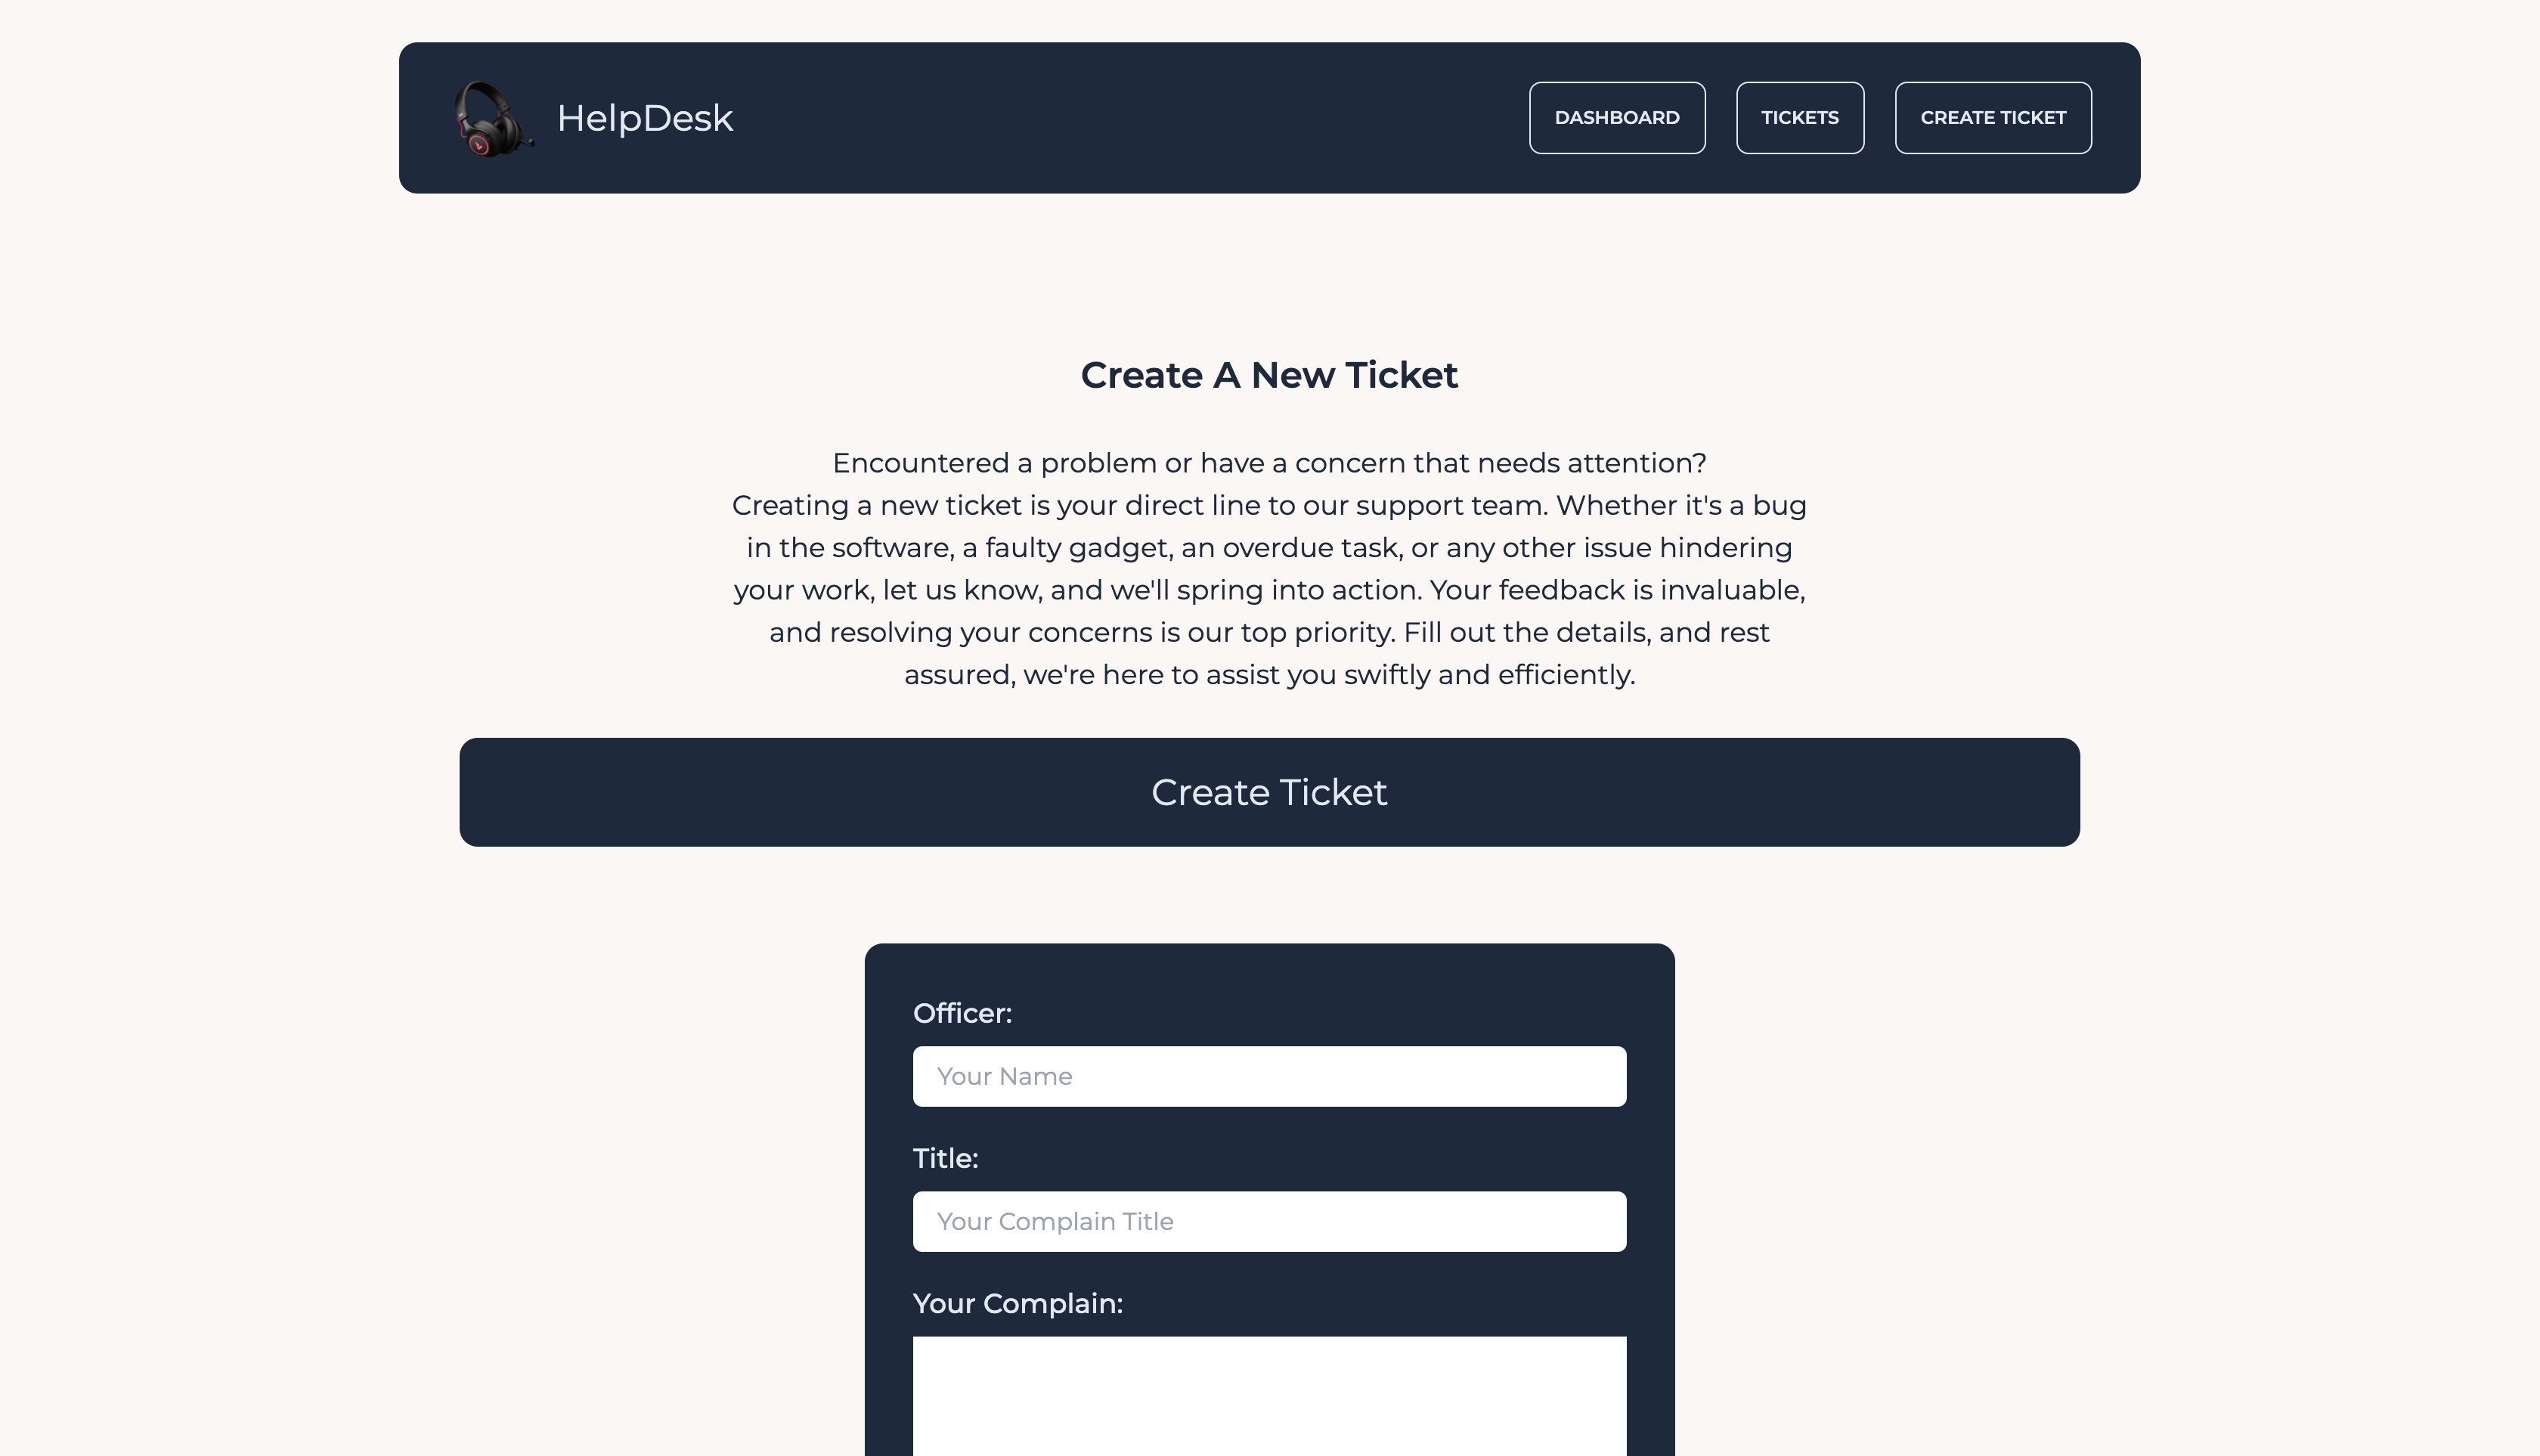 HelpDesk
DASHBOARD
TICKETS
CREATE TICKET
Create A New Ticket
Encountered a problem or have a concern that needs attention?
Creating a new ticket is your direct line to our support team. Whether it's a bug
in the software, a faulty gadget, an overdue task, or any other issue hindering
your work, let us know, and we'll spring into action. Your feedback is invaluable,
and resolving your concerns is our top priority. Fill out the details, and rest
assured, we're here to assist you swiftly and efficiently.
Create Ticket
Officer:
Your Name
Title:
Your Complain Title
Your Complain: